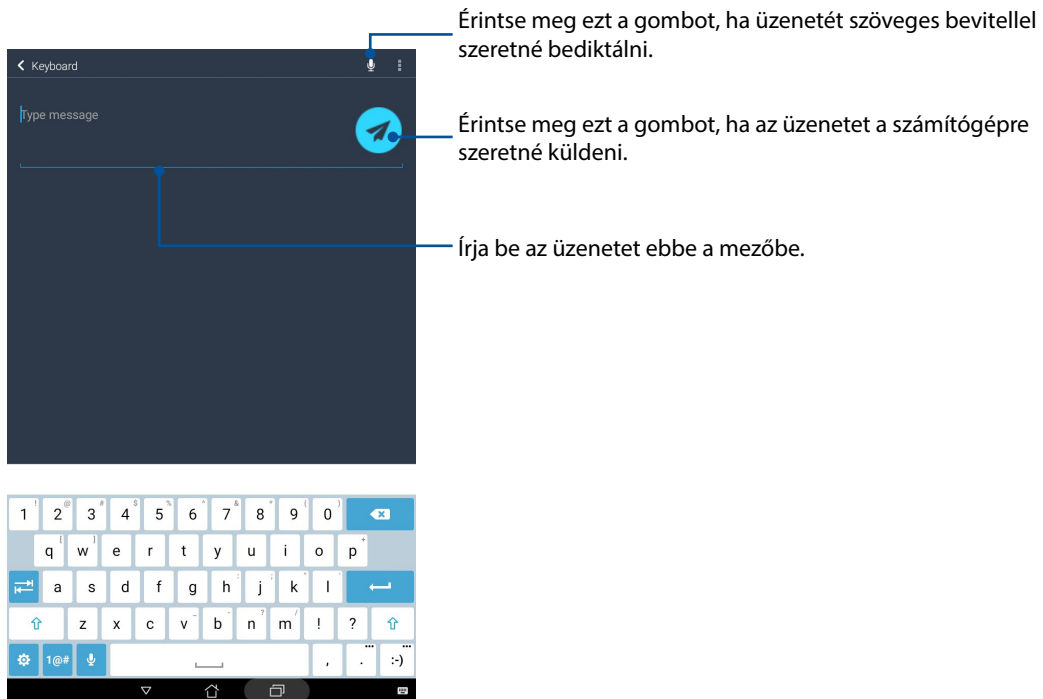 Érintse meg ezt a gombot, ha üzenetét szöveges bevitellel
szeretné bediktálni.
Keyboard
Type message
Érintse meg ezt a gombot, ha az üzenetet a számítógépre
szeretné küldeni.
Írja be az üzenetet ebbe a mezőbe.
1 ! 2 @ 3 # 4 $ 5 % 6 ^ 7 & 8 * 9 ( 0 )
q [ w ] e r t y u i o p +
a s d f g h : j ; k " l '
z x c v _ b - n ? m / ! ?
1@# , . ... :-) ...